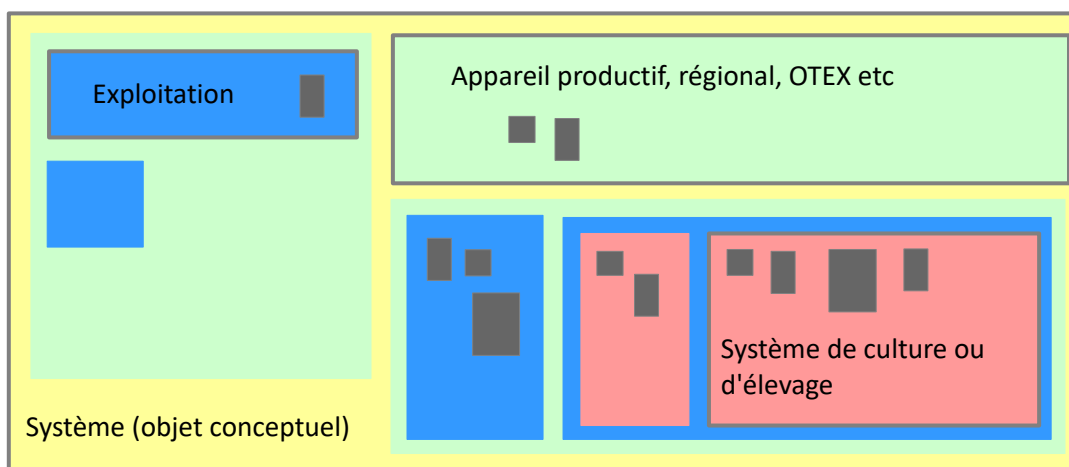 Exploitation
Appareil productif, régional, OTEX etc
Système de culture ou
d'élevage
Système (objet conceptuel)